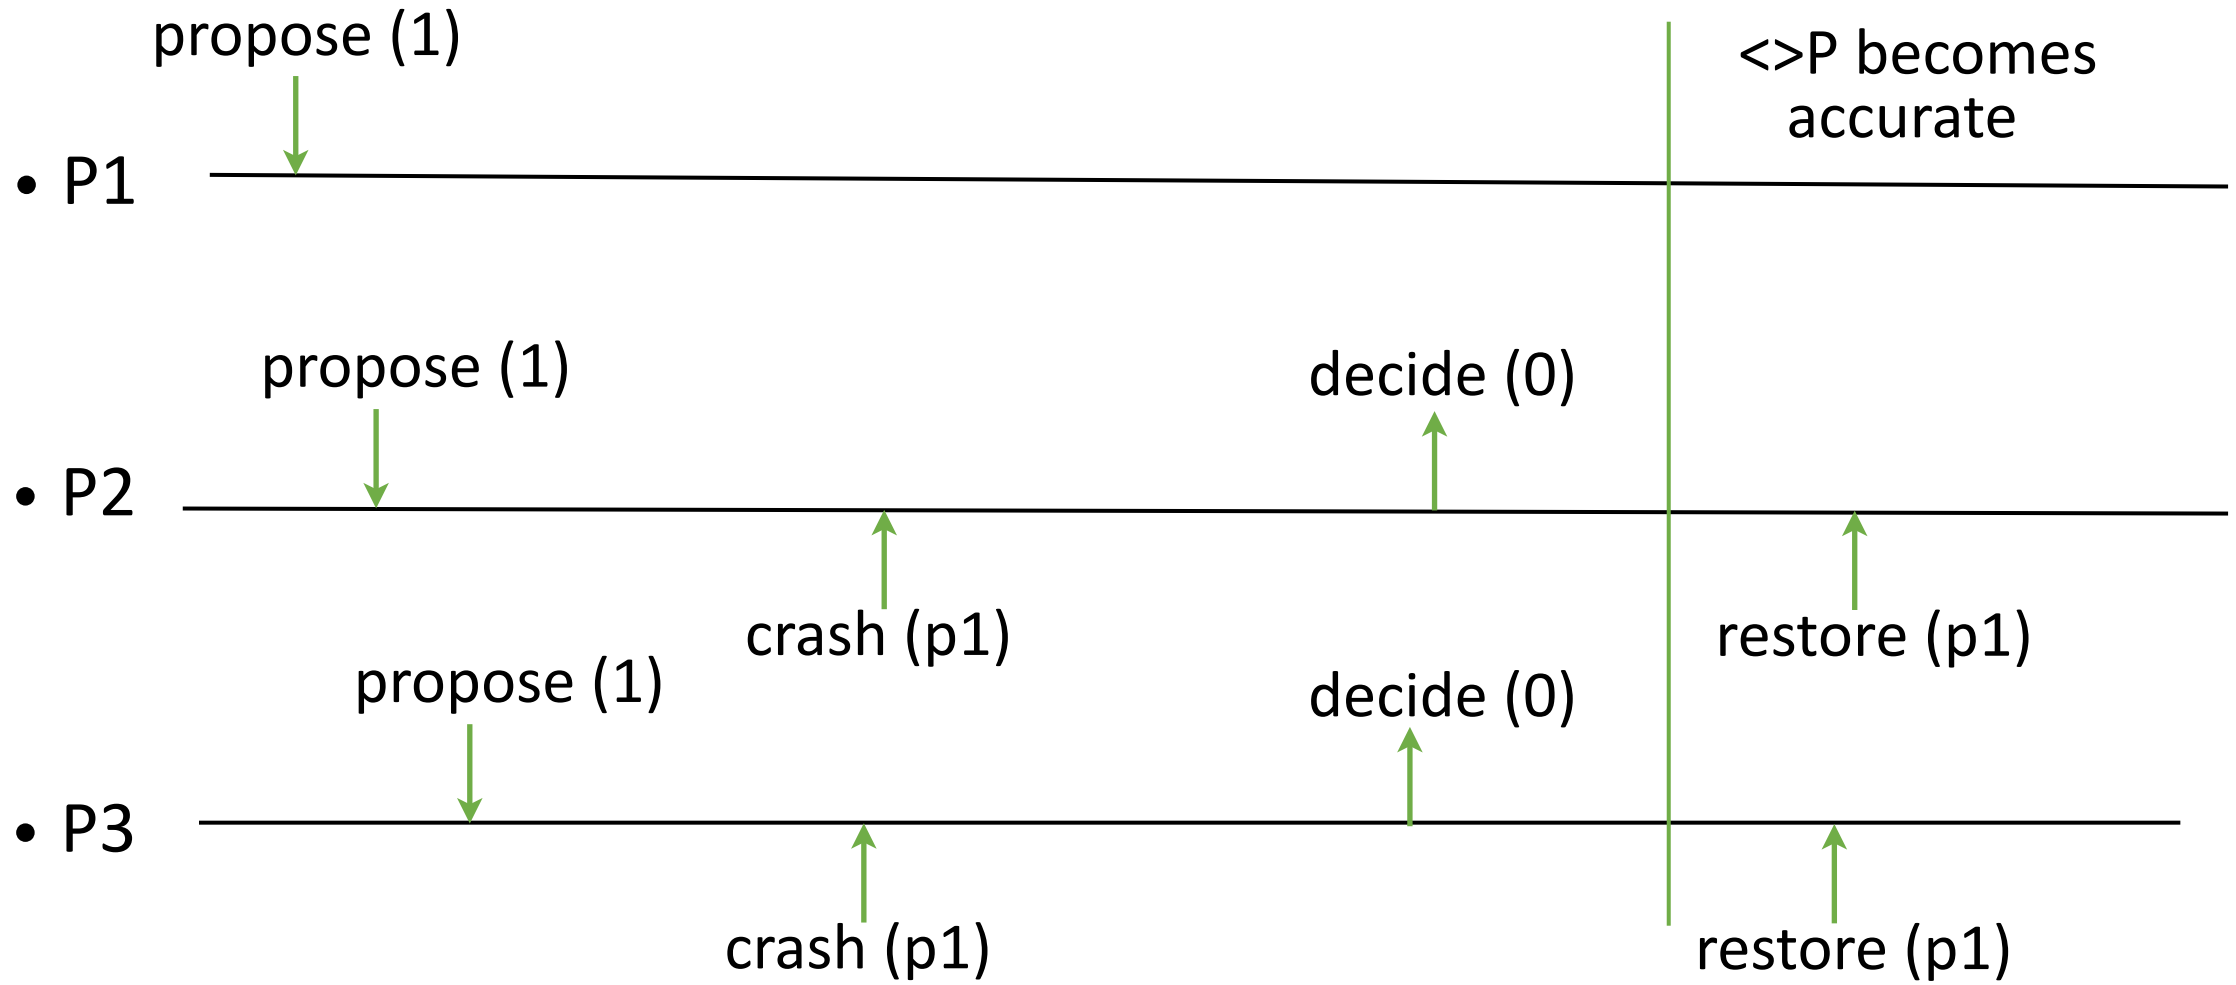 propose (1)
<>P becomes
accurate
• P1
propose (1)
decide (0)
• P2
crash (p1)
restore (p1)
propose (1)
decide (0)
• P3
crash (p1)
restore (p1)